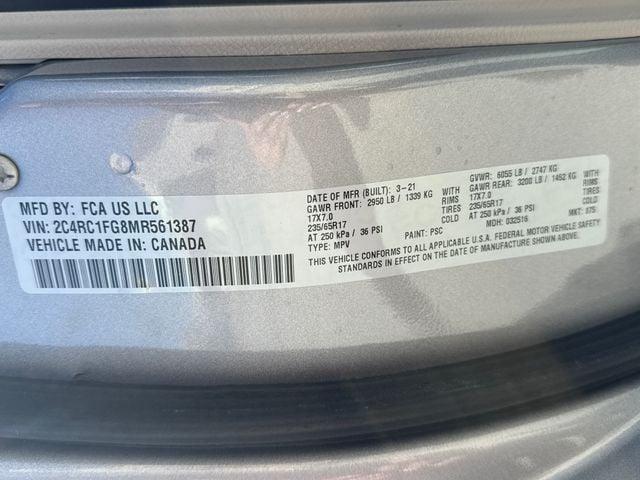 MFD BY: FCA US LLC
VIN: 2C4RC1FG8MR561387
VEHICLE MADE IN: CANADA
DATE OF MFR (BUILT): 3-21 GVWR: 6055 LB / 2747 KG
GAWR FRONT: 2950 LB / 1339 KG WITH GAWR REAR: 3200 LB / 1452 KG WITH
17X7.0 RIMS 17X7.0 RIMS
235/65R17 TIRES 235/65R17 TIRES
AT 250 kPa / 36 PSI COLD AT 250 kPa / 36 PSI COLD
TYPE: MPV PAINT: PSC MDH: 032516 MKT: 875
THIS VEHICLE CONFORMS TO ALL APPLICABLE U.S.A. FEDERAL MOTOR VEHICLE SAFETY
STANDARDS IN EFFECT ON THE DATE OF MANUFACTURE SHOWN ABOVE.